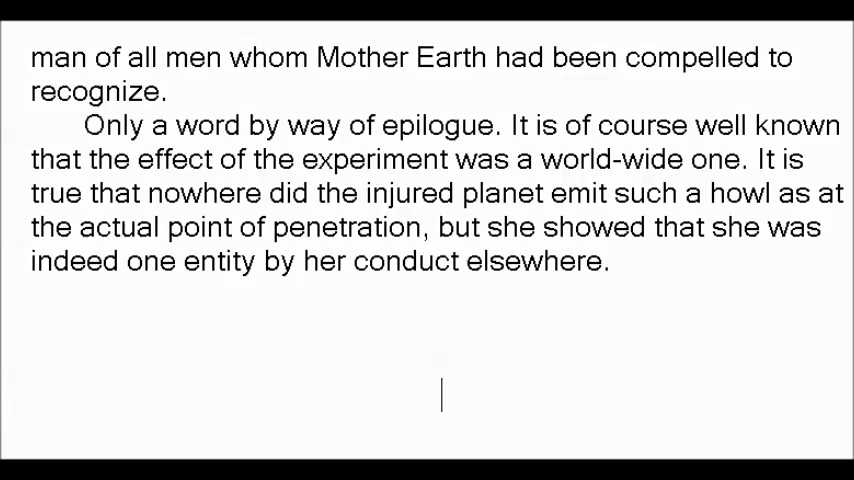 man of all men whom Mother Earth had been compelled to
recognize.
Only a word by way of epilogue. It is of course well known
that the effect of the experiment was a world-wide one. It is
true that nowhere did the injured planet emit such a howl as at
the actual point of penetration, but she showed that she was
indeed one entity by her conduct elsewhere.